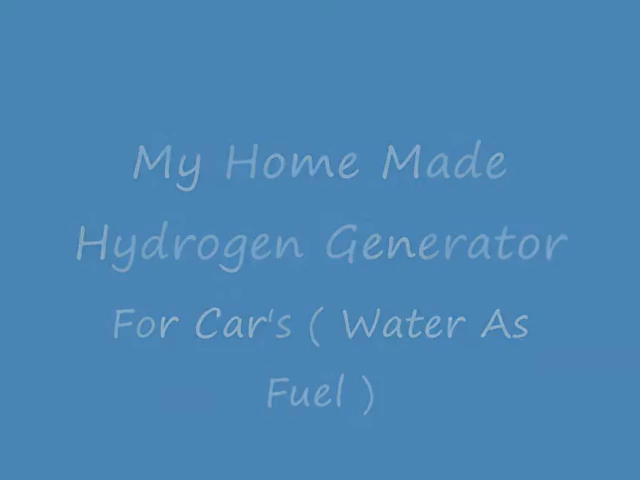 My Home Made
Hydrogen Generator
For Car's ( Water As
Fuel )